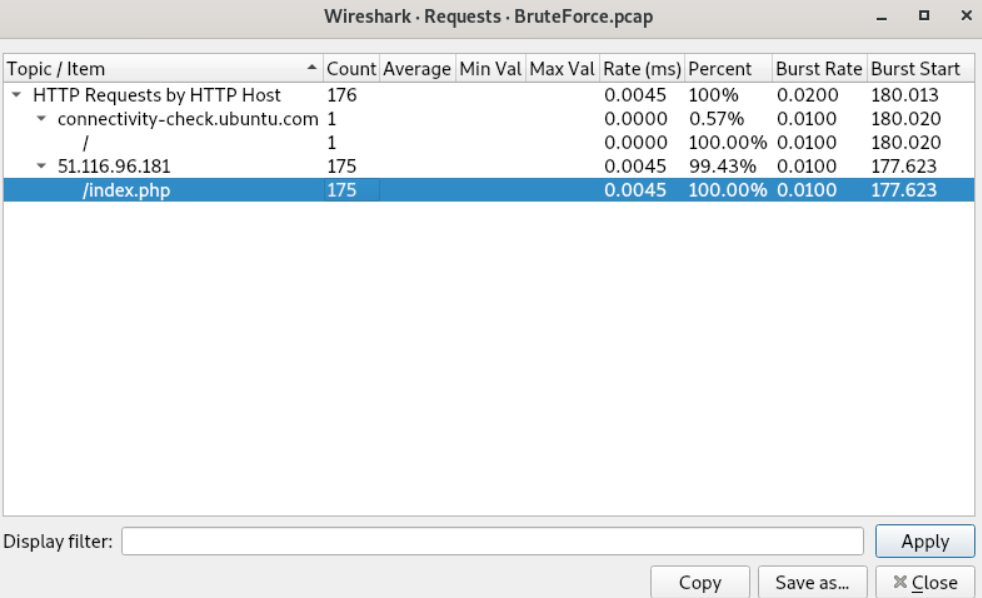 Wireshark · Requests · BruteForce.pcap
Topic / Item Count Average Min Val Max Val Rate (ms) Percent Burst Rate Burst Start
HTTP Requests by HTTP Host 176 0.0045 100% 0.0200 180.013
connectivity-check.ubuntu.com 1 0.0000 0.57% 0.0100 180.020
/ 1 0.0000 100.00% 0.0100 180.020
51.116.96.181 175 0.0045 99.43% 0.0100 177.623
/index.php 175 0.0045 100.00% 0.0100 177.623
Display filter: Apply
Copy Save as... Close